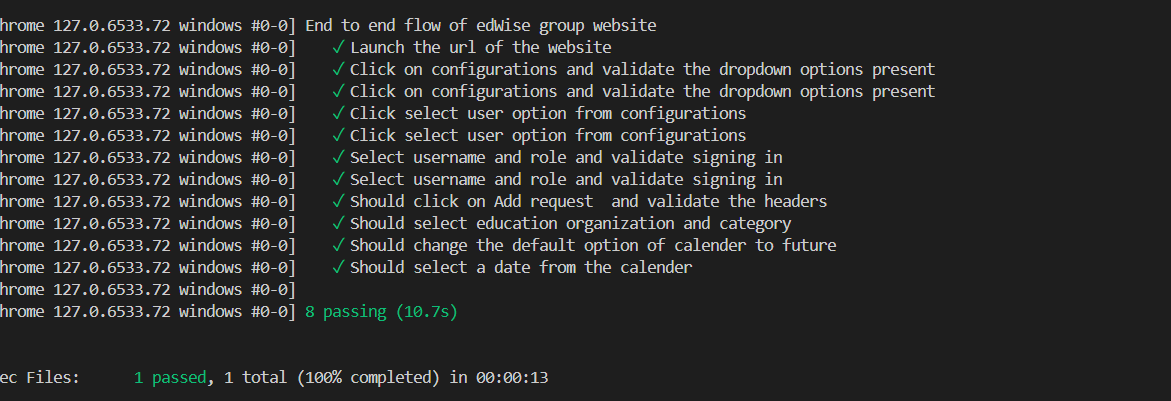 hrome 127.0.6533.72 windows #0-0] End to end flow of edWise group website
hrome 127.0.6533.72 windows #0-0] ✓ Launch the url of the website
hrome 127.0.6533.72 windows #0-0] ✓ Click on configurations and validate the dropdown options present
hrome 127.0.6533.72 windows #0-0] ✓ Click on configurations and validate the dropdown options present
hrome 127.0.6533.72 windows #0-0] ✓ Click select user option from configurations
hrome 127.0.6533.72 windows #0-0] ✓ Click select user option from configurations
hrome 127.0.6533.72 windows #0-0] ✓ Select username and role and validate signing in
hrome 127.0.6533.72 windows #0-0] ✓ Select username and role and validate signing in
hrome 127.0.6533.72 windows #0-0] ✓ Should click on Add request  and validate the headers
hrome 127.0.6533.72 windows #0-0] ✓ Should select education organization and category
hrome 127.0.6533.72 windows #0-0] ✓ Should change the default option of calender to future
hrome 127.0.6533.72 windows #0-0] ✓ Should select a date from the calender
hrome 127.0.6533.72 windows #0-0]
hrome 127.0.6533.72 windows #0-0] 8 passing (10.7s)
ec Files: 1 passed, 1 total (100% completed) in 00:00:13